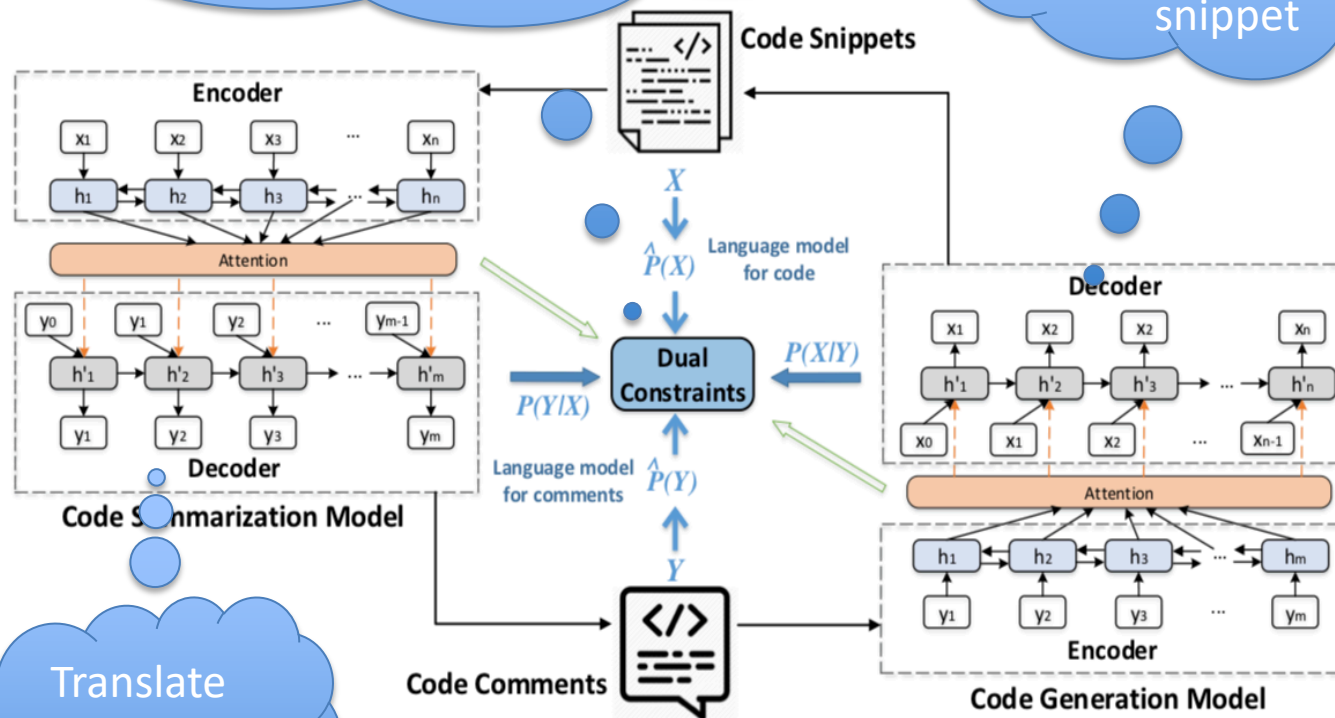 snippet
Code Snippets
Encoder
x1 x2 x3 ... xn
h1 h2 h3 ... hn
Attention
y0 y1 y2 ... ym-1
h'1 h'2 h'3 ... h'm
y1 y2 y3 ym
Decoder
Code Summarization Model
X
^
P(X)
Language model
for code
Dual
Constraints
P(Y|X)
P(X|Y)
Language model
for comments
^
P(Y)
Y
Code Comments
Decoder
x1 x2 x2 xn
h'1 h'2 h'3 ... h'n
x0 x1 x2 ... xn-1
Attention
h1 h2 h3 ... hm
y1 y2 y3 ... ym
Encoder
Code Generation Model
Translate